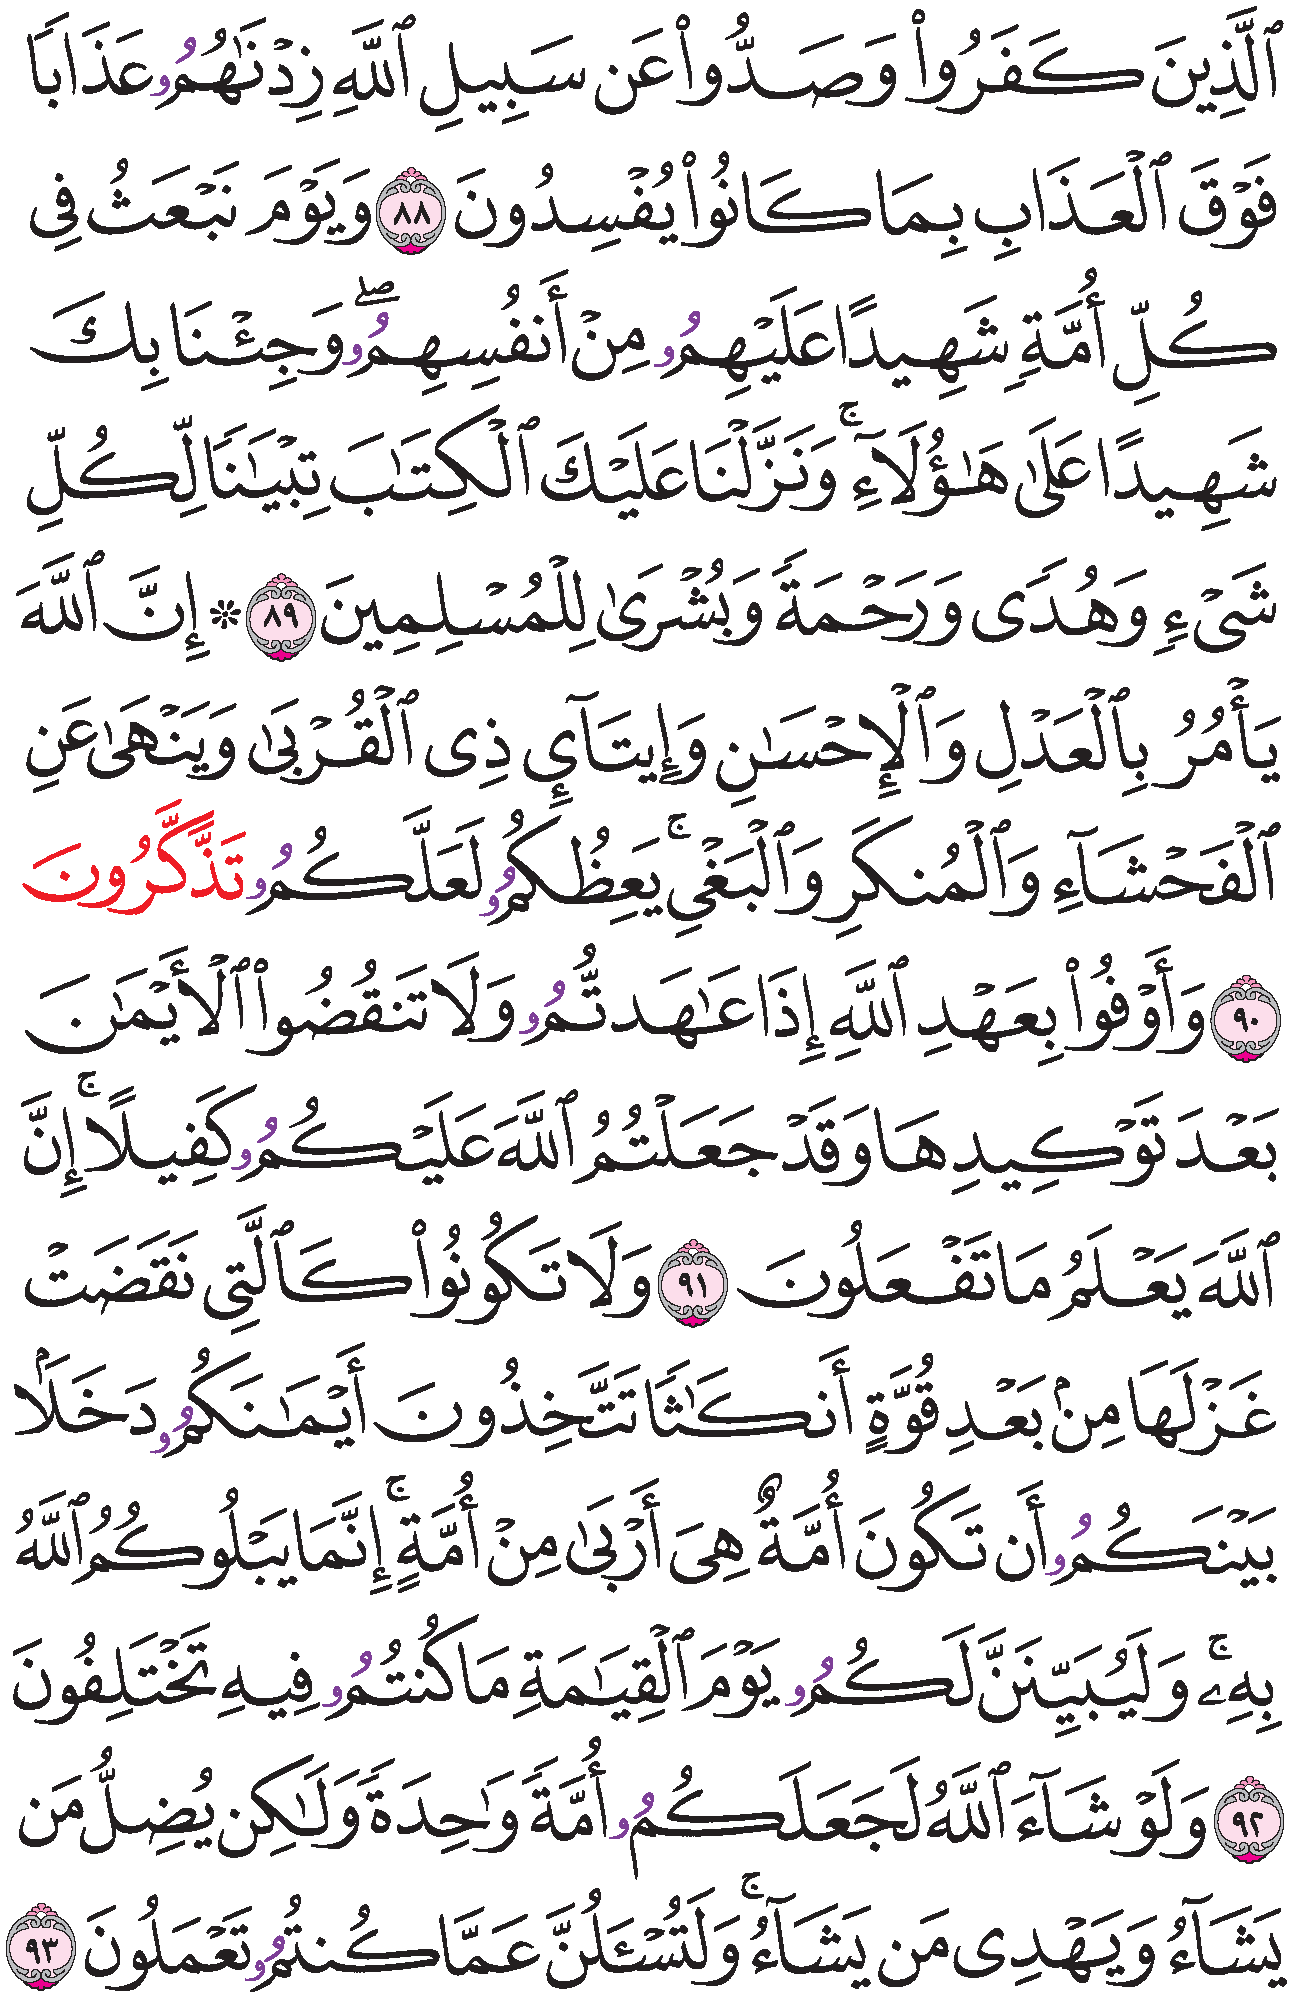 ٱلَّذِينَ كَفَرُواْ وَصَدُّواْ عَن سَبِيلِ ٱللَّهِ زِدْنَٰهُمُۥ عَذَابًا
فَوْقَ ٱلْعَذَابِ بِمَا كَانُواْ يُفْسِدُونَ ٨٨ وَيَوْمَ نَبْعَثُ فِى
كُلِّ أُمَّةٍ شَهِيدًا عَلَيْهِمُۥ مِنْ أَنفُسِهِمُۥۖ وَجِئْنَا بِكَ
شَهِيدًا عَلَىٰ هَٰٓؤُلَآءِۚ وَنَزَّلْنَا عَلَيْكَ ٱلْكِتَٰبَ تِبْيَٰنًا لِّكُلِّ
شَىْءٍ وَهُدًى وَرَحْمَةً وَبُشْرَىٰ لِلْمُسْلِمِينَ ٨٩ * إِنَّ ٱللَّهَ
يَأْمُرُ بِٱلْعَدْلِ وَٱلْإِحْسَٰنِ وَإِيتَآءِ ذِى ٱلْقُرْبَىٰ وَيَنْهَىٰ عَنِ
ٱلْفَحْشَآءِ وَٱلْمُنكَرِ وَٱلْبَغْىِۚ يَعِظُكُمُۥ لَعَلَّكُمُۥ تَذَّكَّرُونَ
٩٠ وَأَوْفُواْ بِعَهْدِ ٱللَّهِ إِذَا عَٰهَدتُّمُۥ وَلَا تَنقُضُواْ ٱلْأَيْمَٰنَ
بَعْدَ تَوْكِيدِهَا وَقَدْ جَعَلْتُمُ ٱللَّهَ عَلَيْكُمُۥ كَفِيلًاۚ إِنَّ
ٱللَّهَ يَعْلَمُ مَا تَفْعَلُونَ ٩١ وَلَا تَكُونُواْ كَٱلَّتِى نَقَضَتْ
غَزْلَهَا مِنۢ بَعْدِ قُوَّةٍ أَنكَٰثًا تَتَّخِذُونَ أَيْمَٰنَكُمُۥ دَخَلَۢا
بَيْنَكُمُۥ أَن تَكُونَ أُمَّةٌ هِىَ أَرْبَىٰ مِنْ أُمَّةٍۚ إِنَّمَا يَبْلُوكُمُ ٱللَّهُ
بِهِۦۚ وَلَيُبَيِّنَنَّ لَكُمُۥ يَوْمَ ٱلْقِيَٰمَةِ مَا كُنتُمُۥ فِيهِ تَخْتَلِفُونَ
٩٢ وَلَوْ شَآءَ ٱللَّهُ لَجَعَلَكُمُۥ أُمَّةً وَٰحِدَةً وَلَٰكِن يُضِلُّ مَن
يَشَآءُ وَيَهْدِى مَن يَشَآءُۚ وَلَتُسْـَٔلُنَّ عَمَّا كُنتُمُۥ تَعْمَلُونَ ٩٣